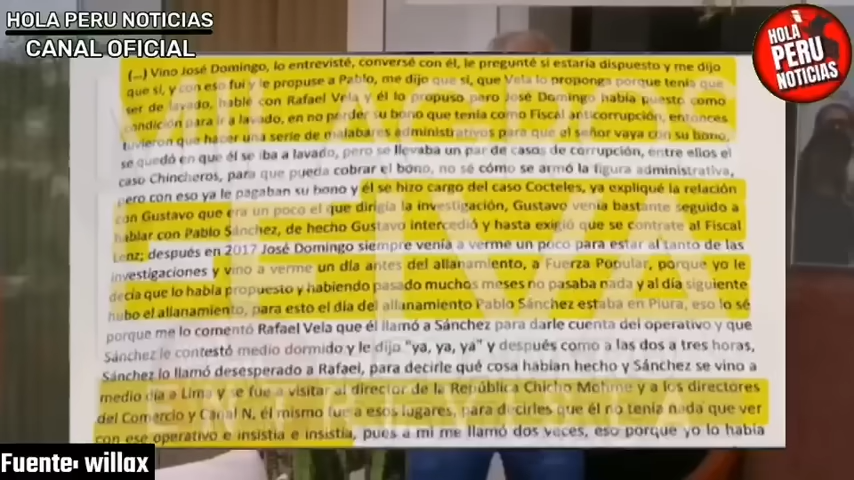 HOLA PERU NOTICIAS
CANAL OFICIAL
HOLA
PERU
NOTICIAS
(...) Vino José Domingo, lo entrevisté, conversé con él, le pregunté si estaría dispuesto y me dijo
que sí, y con eso fui y le propuse a Pablo, me dijo que sí, que Vela lo proponga porque tenía que
ser de lavado, hablé con Rafael Vela y él lo propuso pero José Domingo había puesto como
condición para ir a lavado, en no perder su bono que tenía como Fiscal anticorrupción, entonces
tuvieron que hacer una serie de malabares administrativos para que el señor vaya con su bono,
se quedó en que él se iba a lavado, pero se llevaban un par de casos de corrupción, entre ellos el
caso Chincheros, para que pueda cobrar el bono, no sé cómo se armó la figura administrativa,
pero con eso ya le pagaban su bono y él se hizo cargo del caso Cocteles, ya expliqué la relación
con Gustavo que era un poco el que dirigía la investigación, Gustavo venía bastante seguido a
hablar con Pablo Sánchez, de hecho Gustavo intercedió y hasta exigió que se contrate al Fiscal
Lenz; después en 2017 José Domingo siempre venía a verme un poco para estar al tanto de las
investigaciones y vino a verme un día antes del allanamiento, a Fuerza Popular, porque yo le
decía que lo había propuesto y habiendo pasado muchos meses no pasaba nada y al día siguiente
hubo el allanamiento, para esto el día del allanamiento Pablo Sánchez estaba en Piura, eso lo sé
porque me lo comentó Rafael Vela que él llamó a Sánchez para darle cuenta del operativo y que
Sánchez le contestó medio dormido y le dijo "ya, ya, ya" y después como a las dos a tres horas,
Sánchez lo llamó desesperado a Rafael, para decirle qué cosa habían hecho y Sánchez se vino a
medio día a Lima y se fue a visitar al director de la República Chicho Mohme y a los directores
del Comercio y Canal N, él mismo fue a esos lugares, para decirles que él no tenía nada que ver
con ese operativo e insistía e insistía, pues a mi me llamó dos veces, eso porque yo lo había
Fuente: willax